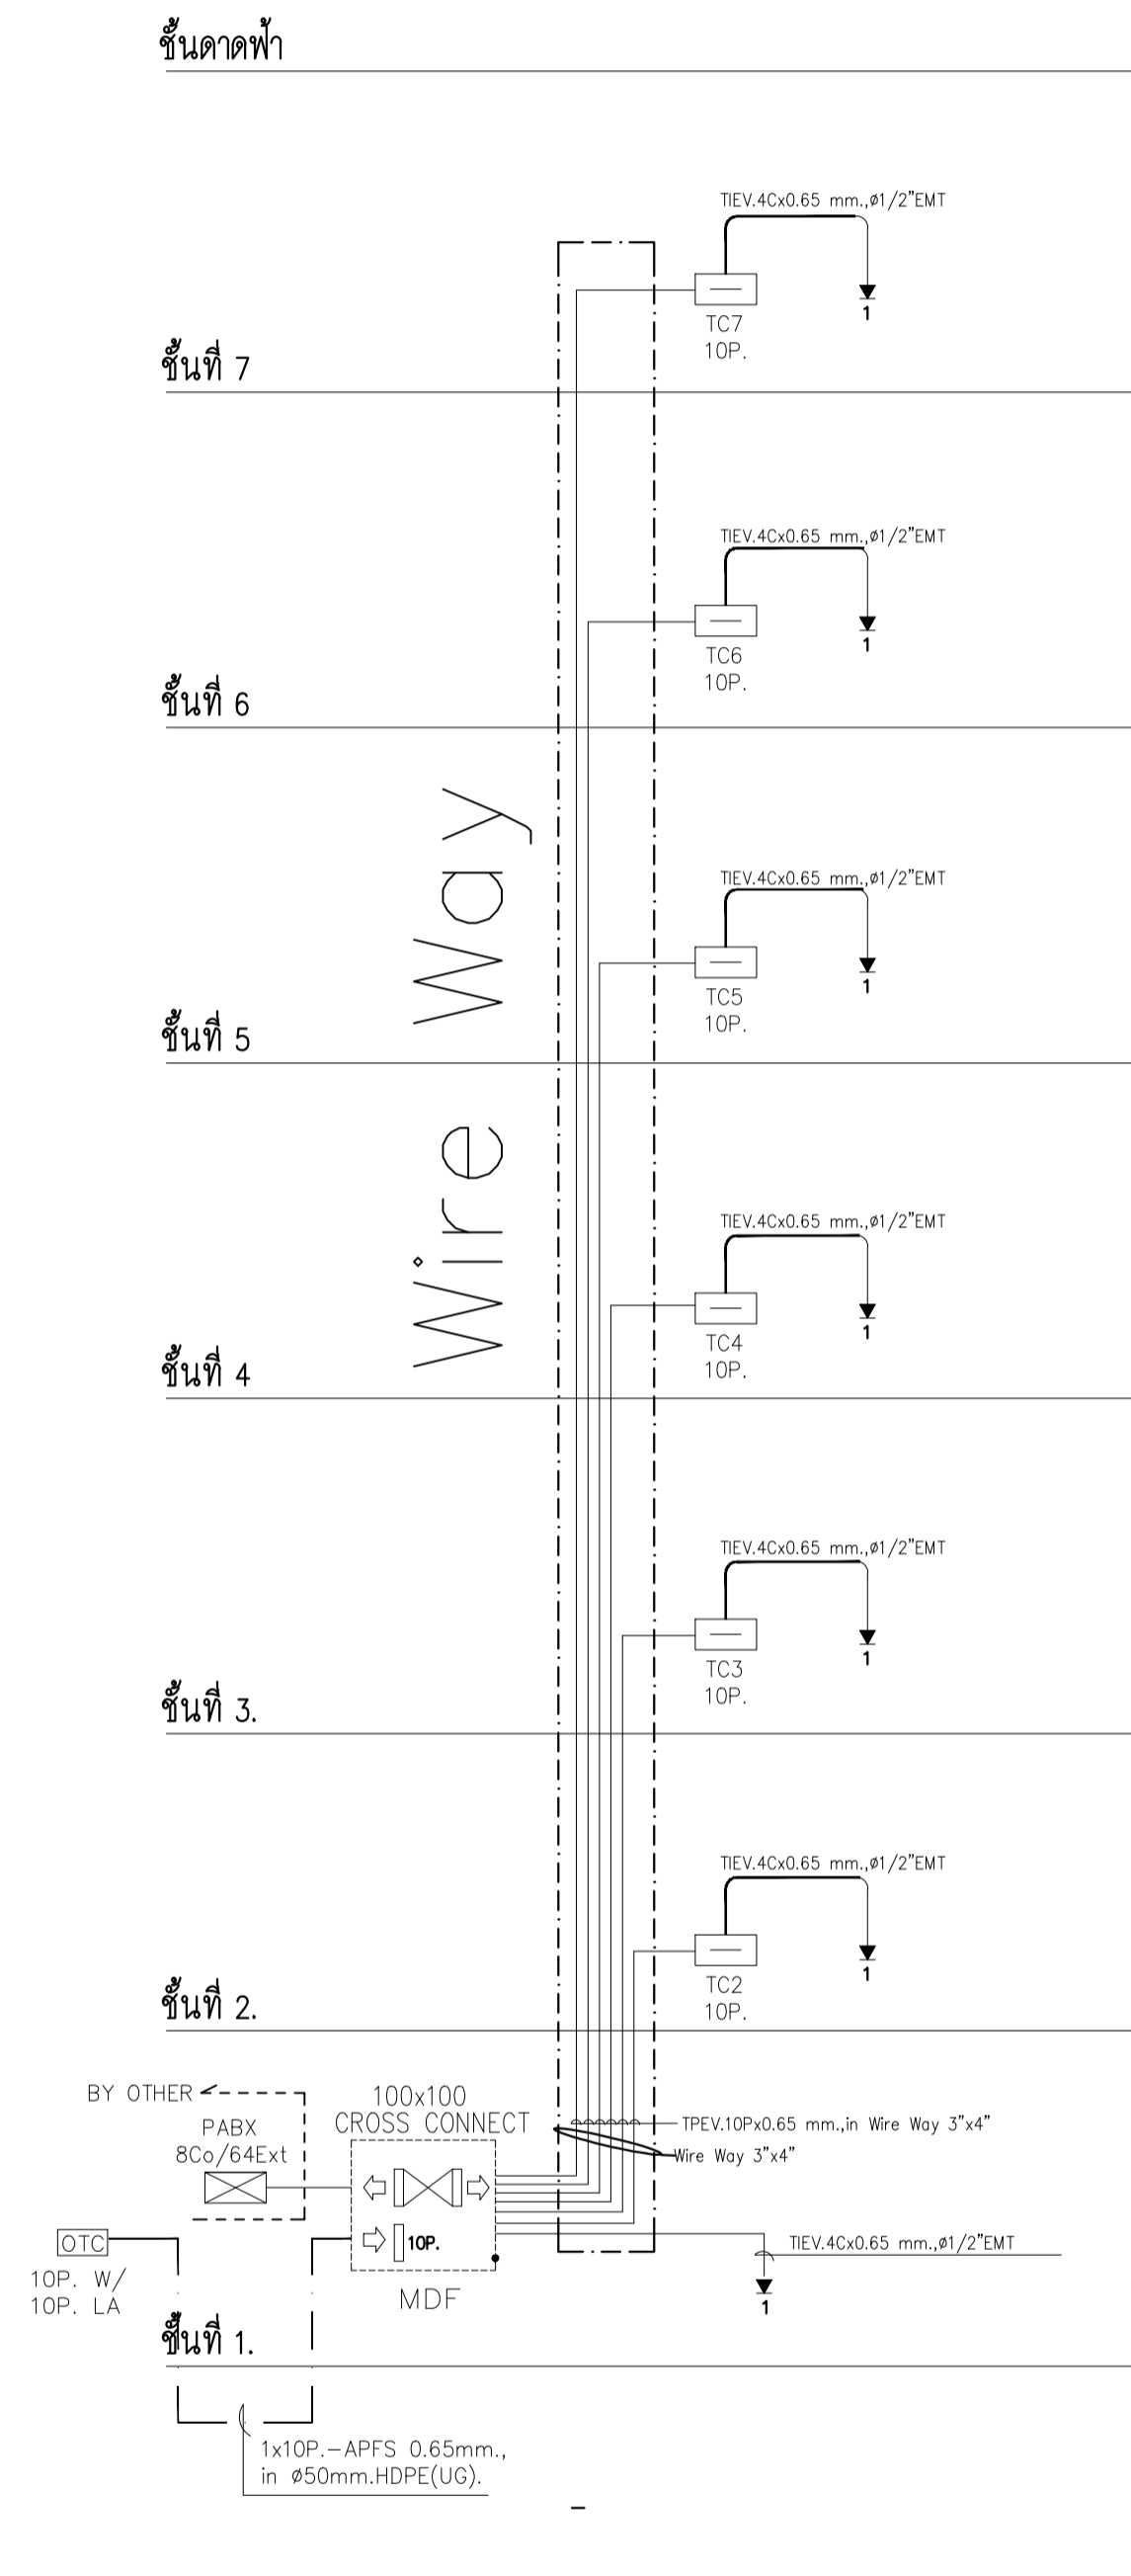 ชั้นดาดฟ้า
TIEV.4Cx0.65 mm.,ø1/2"EMT
1
TC7
10P.
ชั้นที่ 7
TIEV.4Cx0.65 mm.,ø1/2"EMT
1
TC6
10P.
ชั้นที่ 6
TIEV.4Cx0.65 mm.,ø1/2"EMT
1
TC5
10P.
ชั้นที่ 5
Wire Way
TIEV.4Cx0.65 mm.,ø1/2"EMT
1
TC4
10P.
ชั้นที่ 4
TIEV.4Cx0.65 mm.,ø1/2"EMT
1
TC3
10P.
ชั้นที่ 3.
TIEV.4Cx0.65 mm.,ø1/2"EMT
1
TC2
10P.
ชั้นที่ 2.
BY OTHER
PABX
8Co/64Ext
100x100
CROSS CONNECT
TPEV.10Px0.65 mm.,in Wire Way 3"x4"
Wire Way 3"x4"
OTC
10P. W/
10P. LA
10P.
MDF
TIEV.4Cx0.65 mm.,ø1/2"EMT
1
ชั้นที่ 1.
1x10P.-APFS 0.65mm.,
in ø50mm.HDPE(UG).